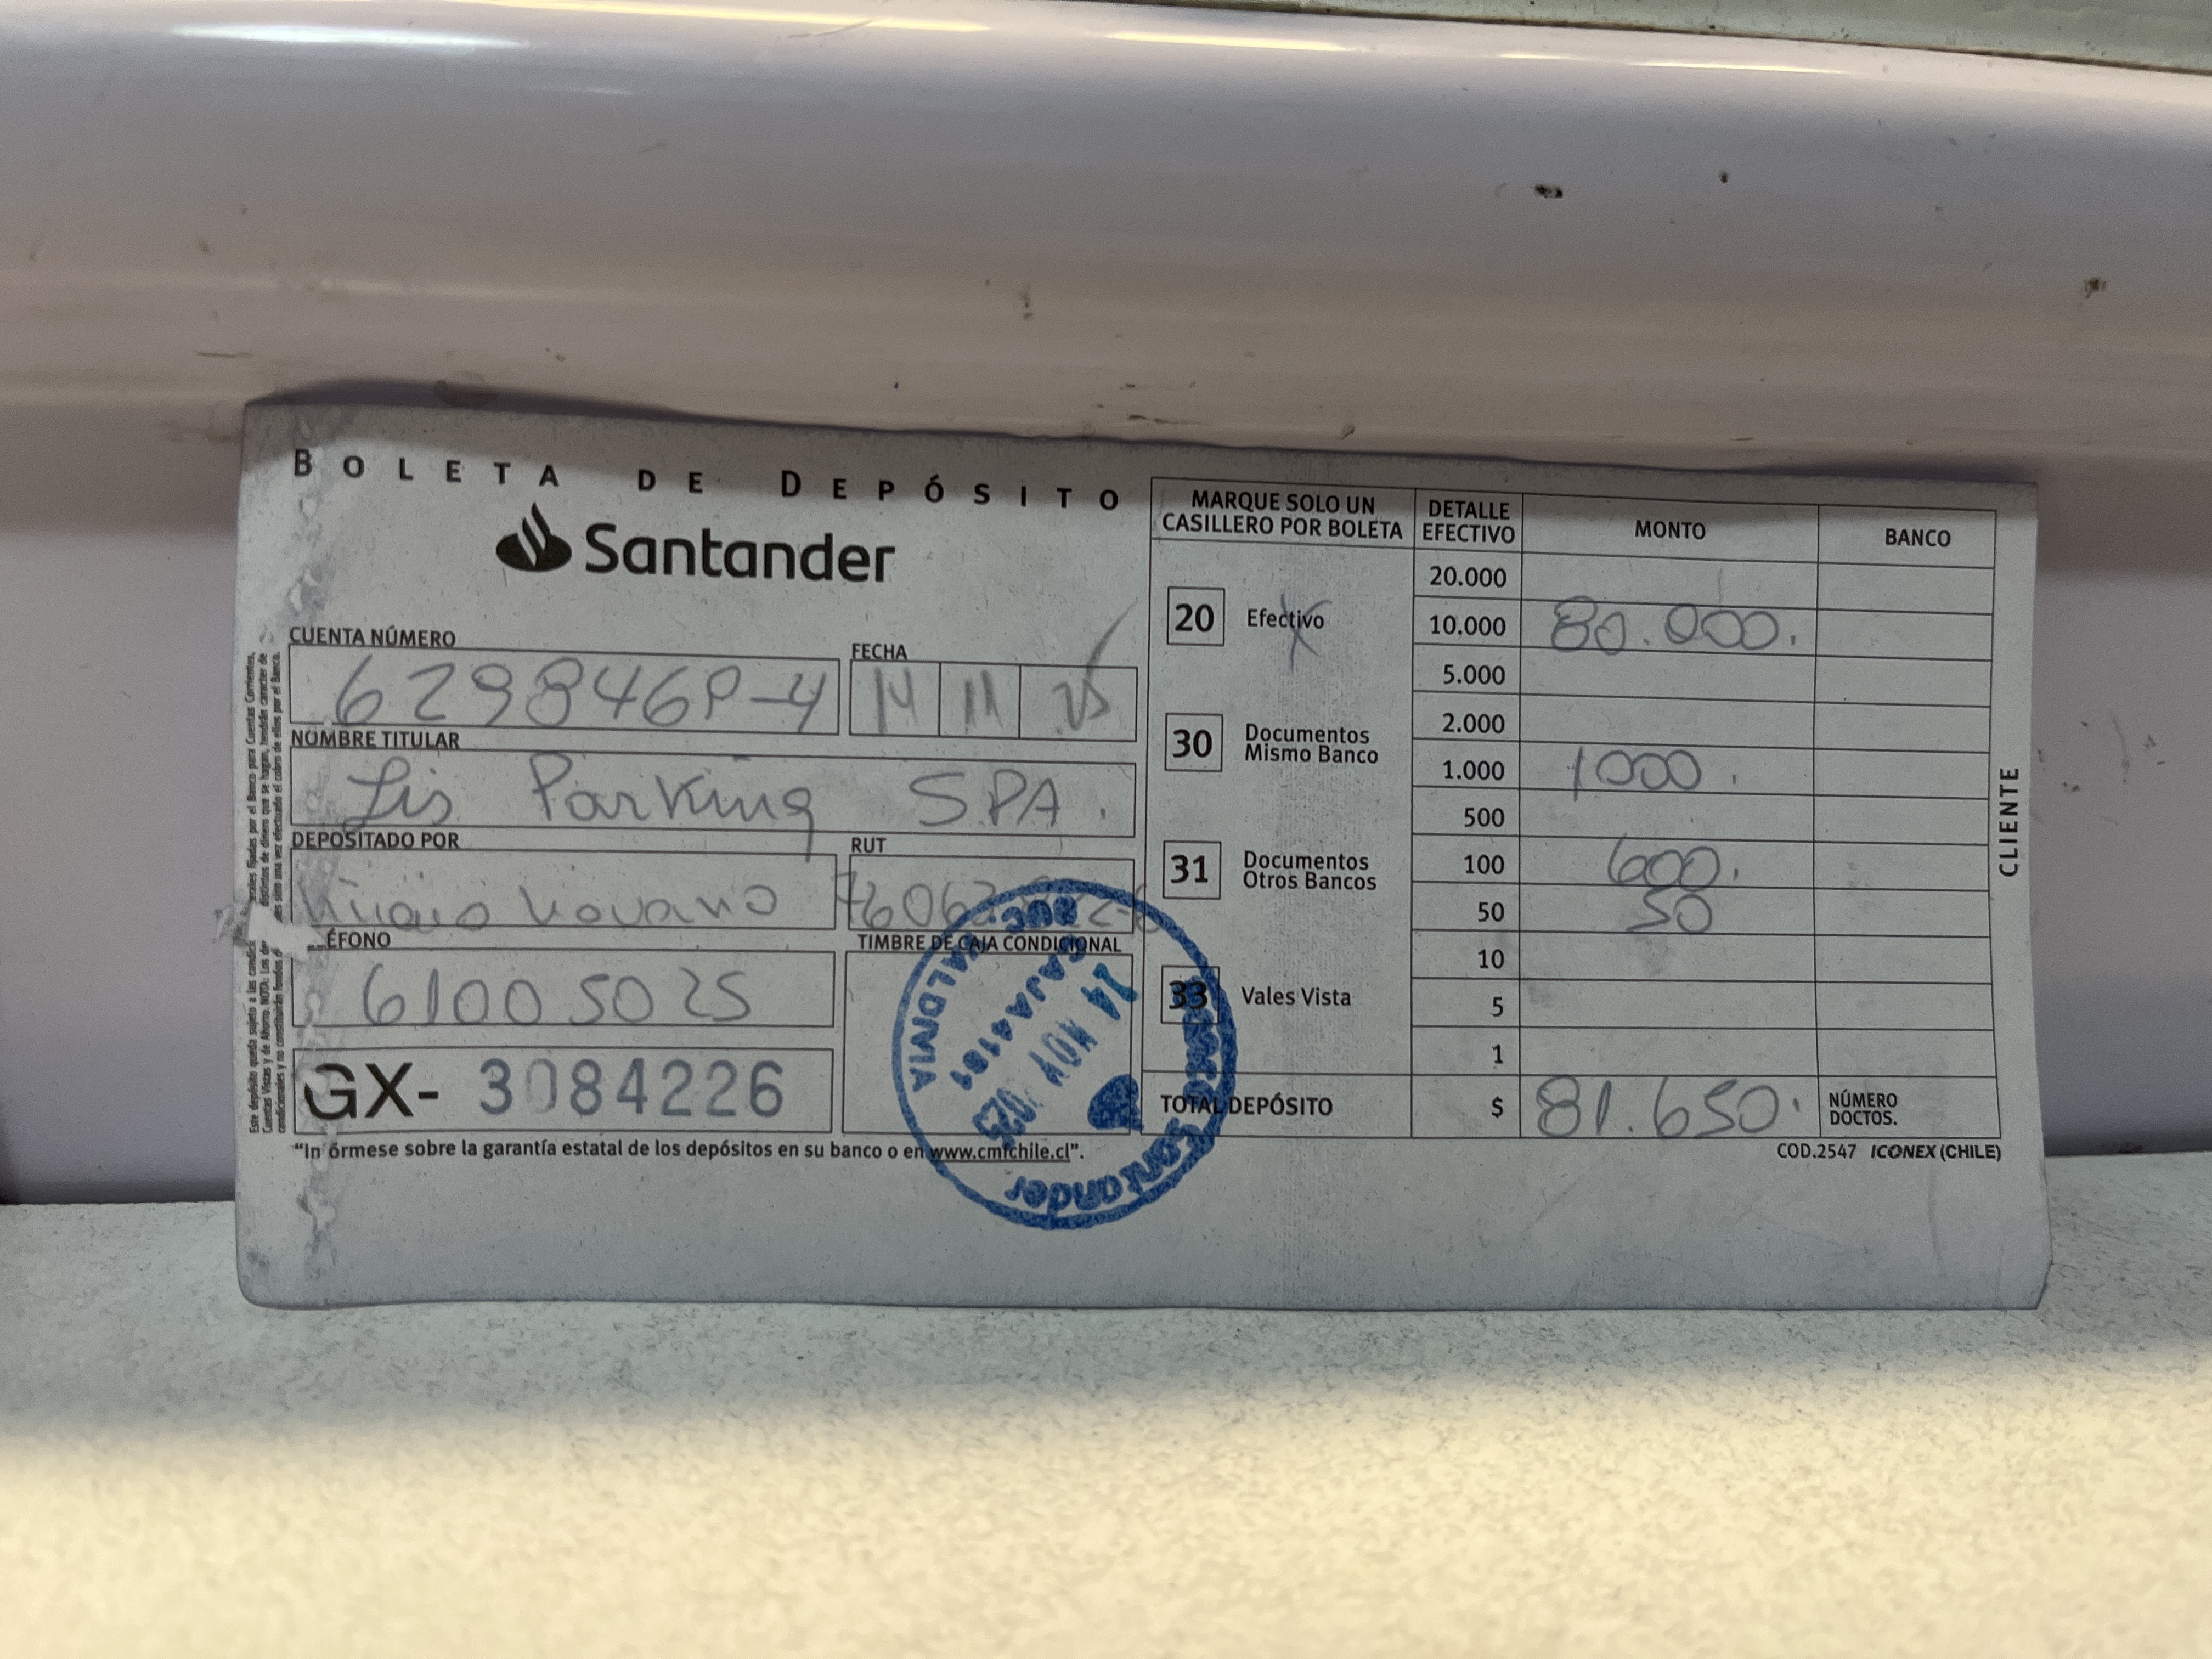 BOLETA DE DEPÓSITO
Santander
CUENTA NÚMERO
FECHA
14 11 25
NOMBRE TITULAR
Lis Parking SPA.
DEPOSITADO POR
RUT
ÉFONO
61005025
TIMBRE DE CAJA CONDICIONAL
GX- 3084226
"Infórmese sobre la garantía estatal de los depósitos en su banco o en www.cmfchile.cl".
MARQUE SOLO UN
CASILLERO POR BOLETA
20 Efectivo X
30 Documentos
Mismo Banco
31 Documentos
Otros Bancos
33 Vales Vista
DETALLE
EFECTIVO
MONTO
BANCO
20.000
10.000 80.000.
5.000
2.000
1.000 1000.
500
100 600.
50 50
10
5
1
TOTAL DEPÓSITO $ 81.650.
NÚMERO
DOCTOS.
CLIENTE
COD.2547 ICONEX (CHILE)
VALDIVIA
14 NOV 2025
Santander